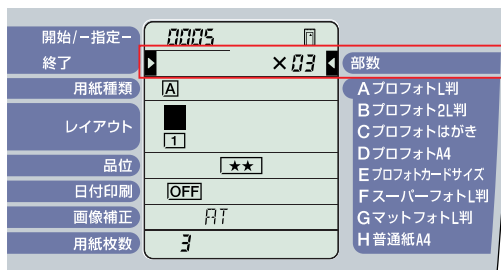 開始/−指定−
0005
終了
×03
部数
用紙種類
A
レイアウト
1
品位
★★
日付印刷
OFF
画像補正
AT
用紙枚数
3
Aプロフォトl判
Bプロフォト2L判
Cプロフォトはがき
DプロフォトA4
Eプロフォトカードサイズ
FスーパーフォトL判
GマットフォトL判
H普通紙A4